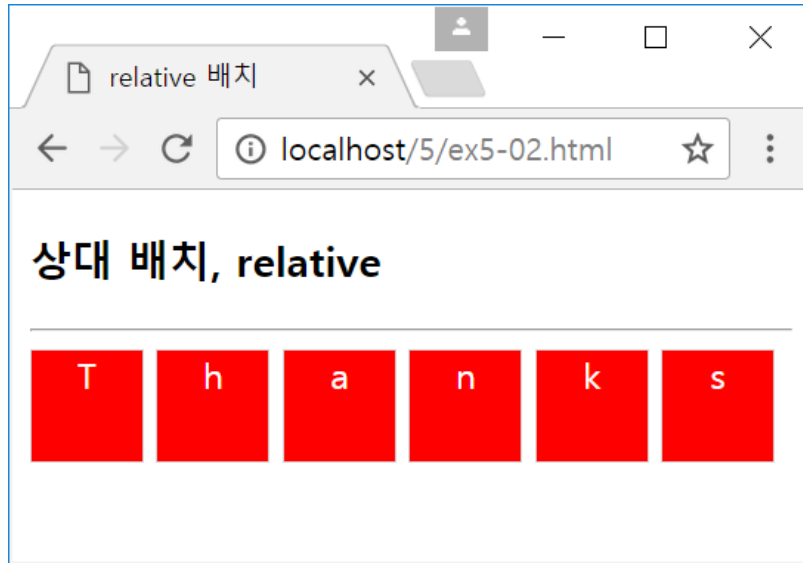 relative 배치
localhost/5/ex5-02.html
상대 배치, relative
T h a n k s